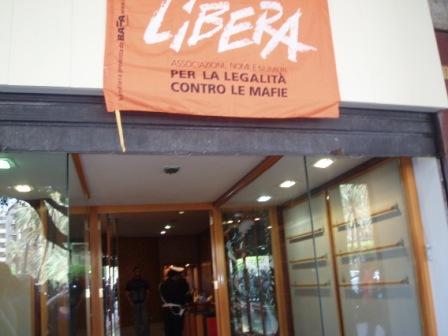 LIBERA
ASSOCIAZIONI, NOMI E NUMERI
PER LA LEGALITÀ
CONTRO LE MAFIE